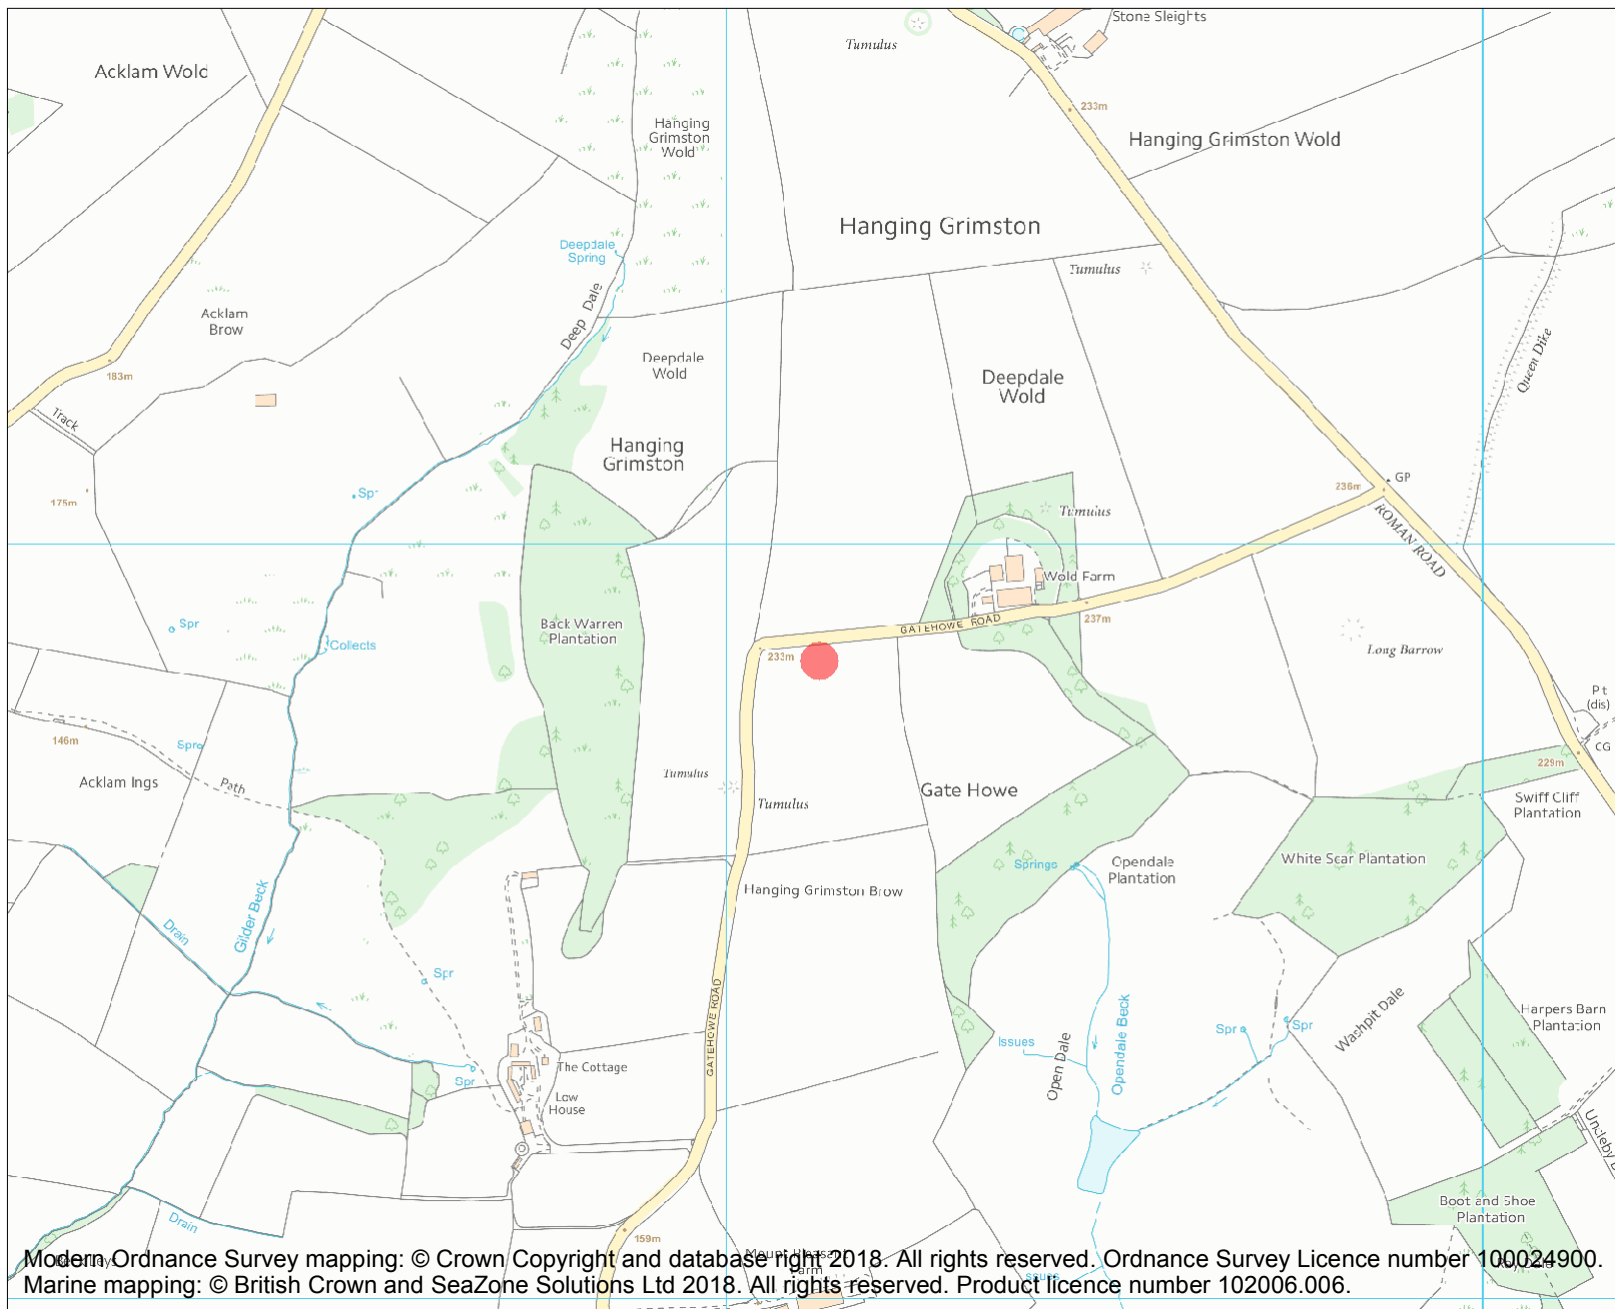 Stone Sleights
Tumulus
Acklam Wold
233m
Hanging
Grimston
Wold
Hanging Grimston Wold
Hanging Grimston
Deepdale
Spring
Tumulus
Deep Dale
Acklam
Brow
Queen Dike
Deepdale
Wold
183m
Deepdale
Wold
Track
Hanging
Grimston
175m
Spr
236m
GP
Tumulus
ROMAN ROAD
Wold Farm
237m
GATEHOWE ROAD
Spr
Back Warren
Plantation
Collects
233m
Long Barrow
Pt
(dis)
146m
Spr
CG
Acklam Ings
Path
Tumulus
229m
Gate Howe
Tumulus
Swiff Cliff
Plantation
Springs
Opendale
Plantation
White Scar Plantation
Hanging Grimston Brow
Gilder Beck
Drain
Spr
GATEHOWE ROAD
Opendale Beck
Washpit Dale
Harpers Barn
Plantation
Issues
Spr
Spr
Open Dale
The Cottage
Spr
Low
House
Uncleby
Boot and Shoe
Plantation
Drain
159m
Mount Pleasant
Farm
Issues
Modern Ordnance Survey mapping: © Crown Copyright and database right 2018. All rights reserved. Ordnance Survey Licence number 100024900.
Marine mapping: © British Crown and SeaZone Solutions Ltd 2018. All rights reserved. Product licence number 102006.006.